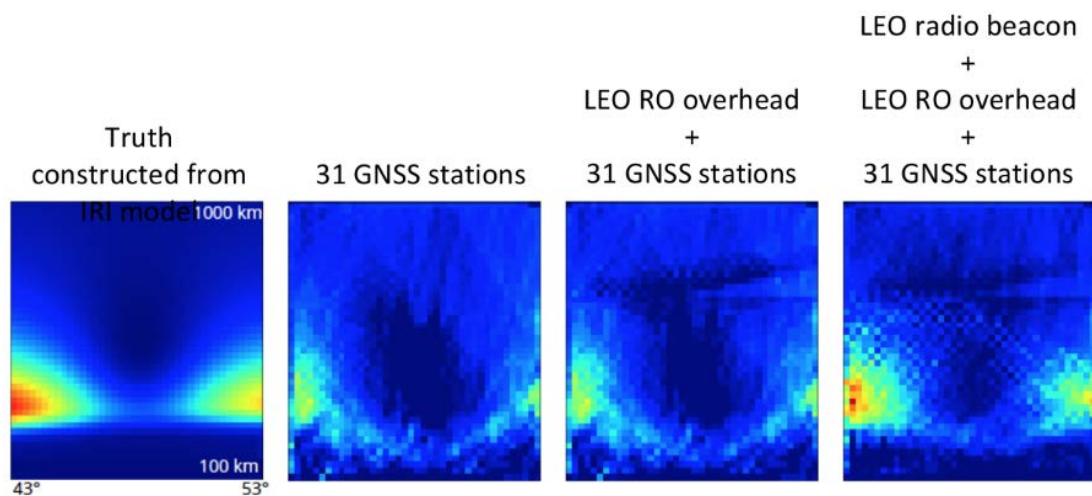 Truth
constructed from
IRI model
1000 km
100 km
43°
53°
31 GNSS stations
LEO RO overhead
+
31 GNSS stations
LEO radio beacon
+
LEO RO overhead
+
31 GNSS stations